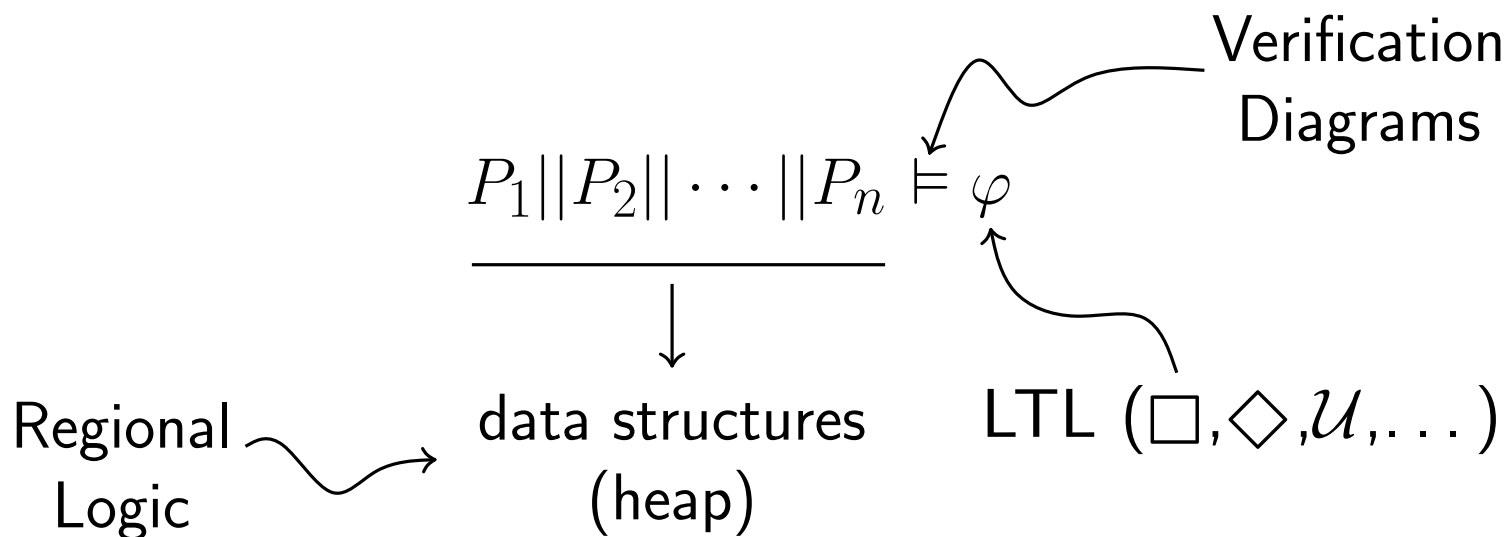 Verification
Diagrams
P₁||P₂||⋯||Pₙ ⊨ φ
Regional
Logic
data structures
(heap)
LTL (□,◇,𝒰,...)